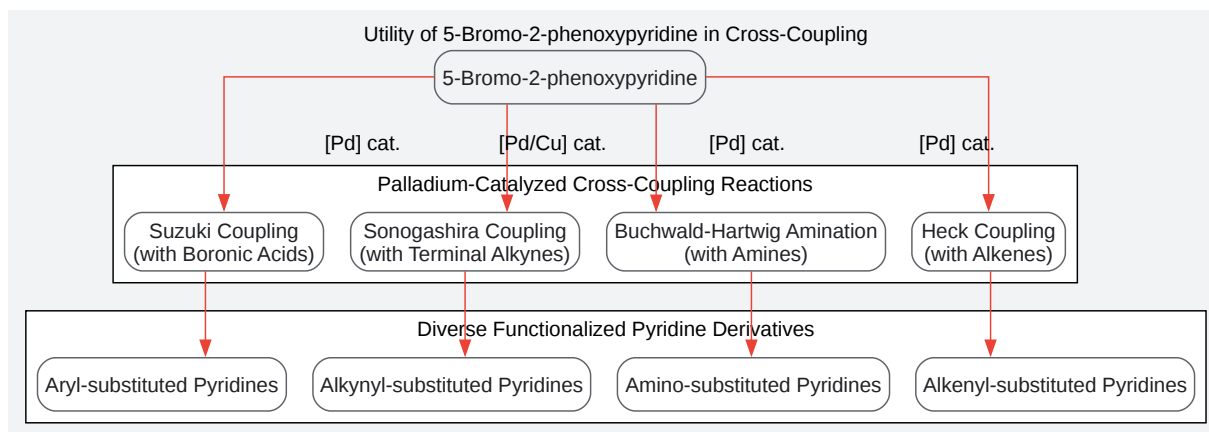 Utility of 5-Bromo-2-phenoxypyridine in Cross-Coupling
5-Bromo-2-phenoxypyridine
[Pd] cat.
[Pd/Cu] cat.
[Pd] cat.
[Pd] cat.
Palladium-Catalyzed Cross-Coupling Reactions
Suzuki Coupling
(with Boronic Acids)
Sonogashira Coupling
(with Terminal Alkynes)
Buchwald-Hartwig Amination
(with Amines)
Heck Coupling
(with Alkenes)
Diverse Functionalized Pyridine Derivatives
Aryl-substituted Pyridines
Alkynyl-substituted Pyridines
Amino-substituted Pyridines
Alkenyl-substituted Pyridines